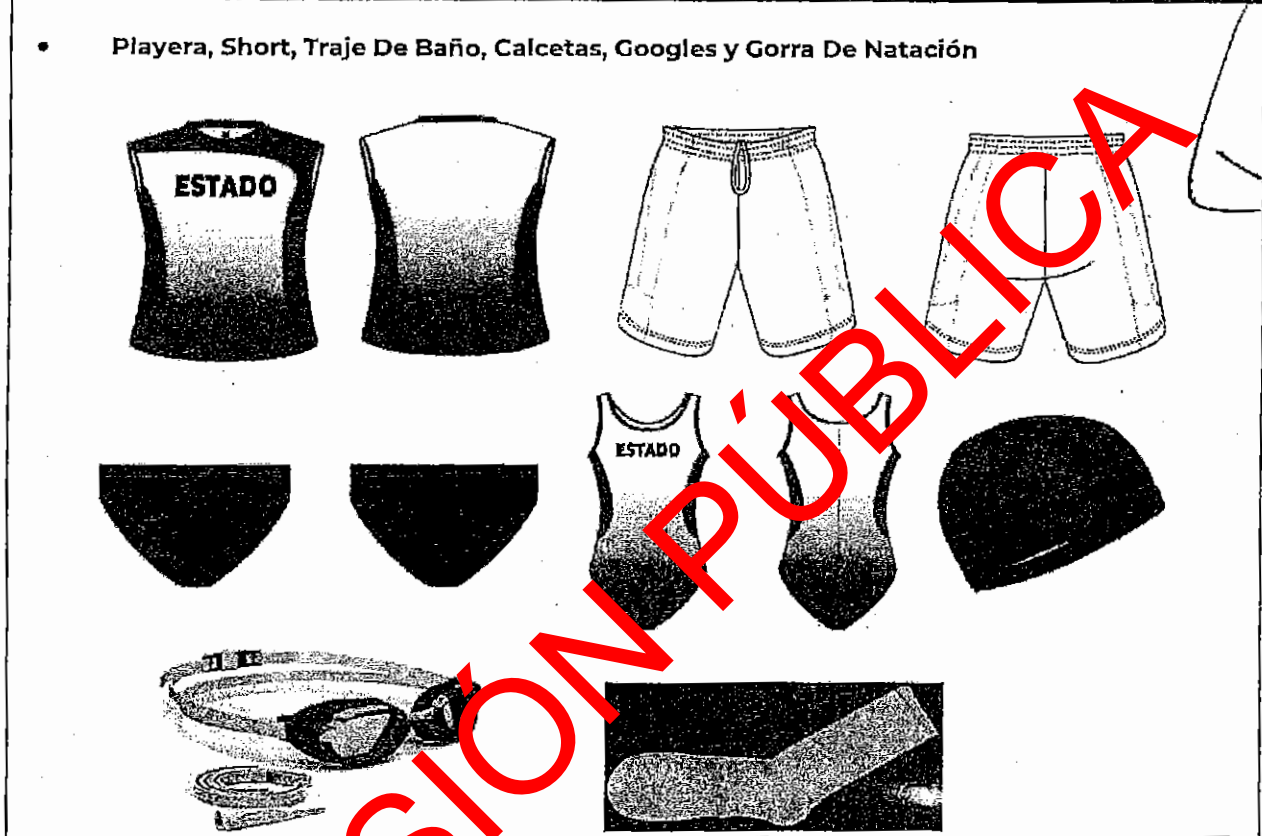 • Playera, Short, Traje De Baño, Calcetas, Googles y Gorra De Natación
ESTADO
ESTADO
SIÓN PÚBLICA